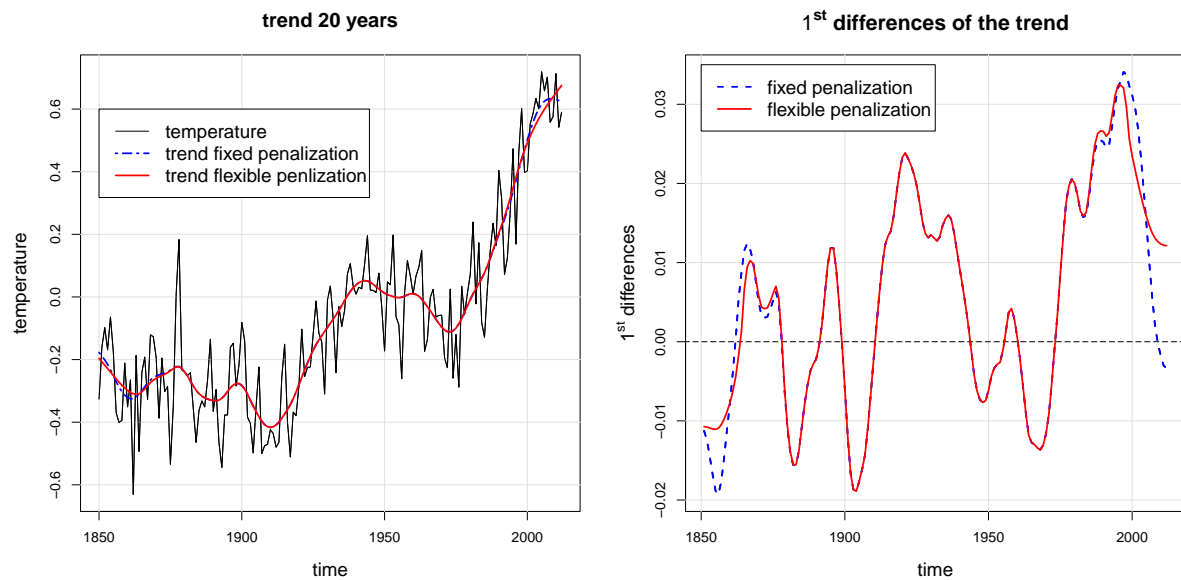 trend 20 years
temperature
trend fixed penalization
trend flexible penlization
temperature
0.6
0.4
0.2
0.0
−0.2
−0.4
−0.6
1850 1900 1950 2000
time
1st differences of the trend
fixed penalization
flexible penalization
1st differences
0.03
0.02
0.01
0.00
−0.01
−0.02
1850 1900 1950 2000
time